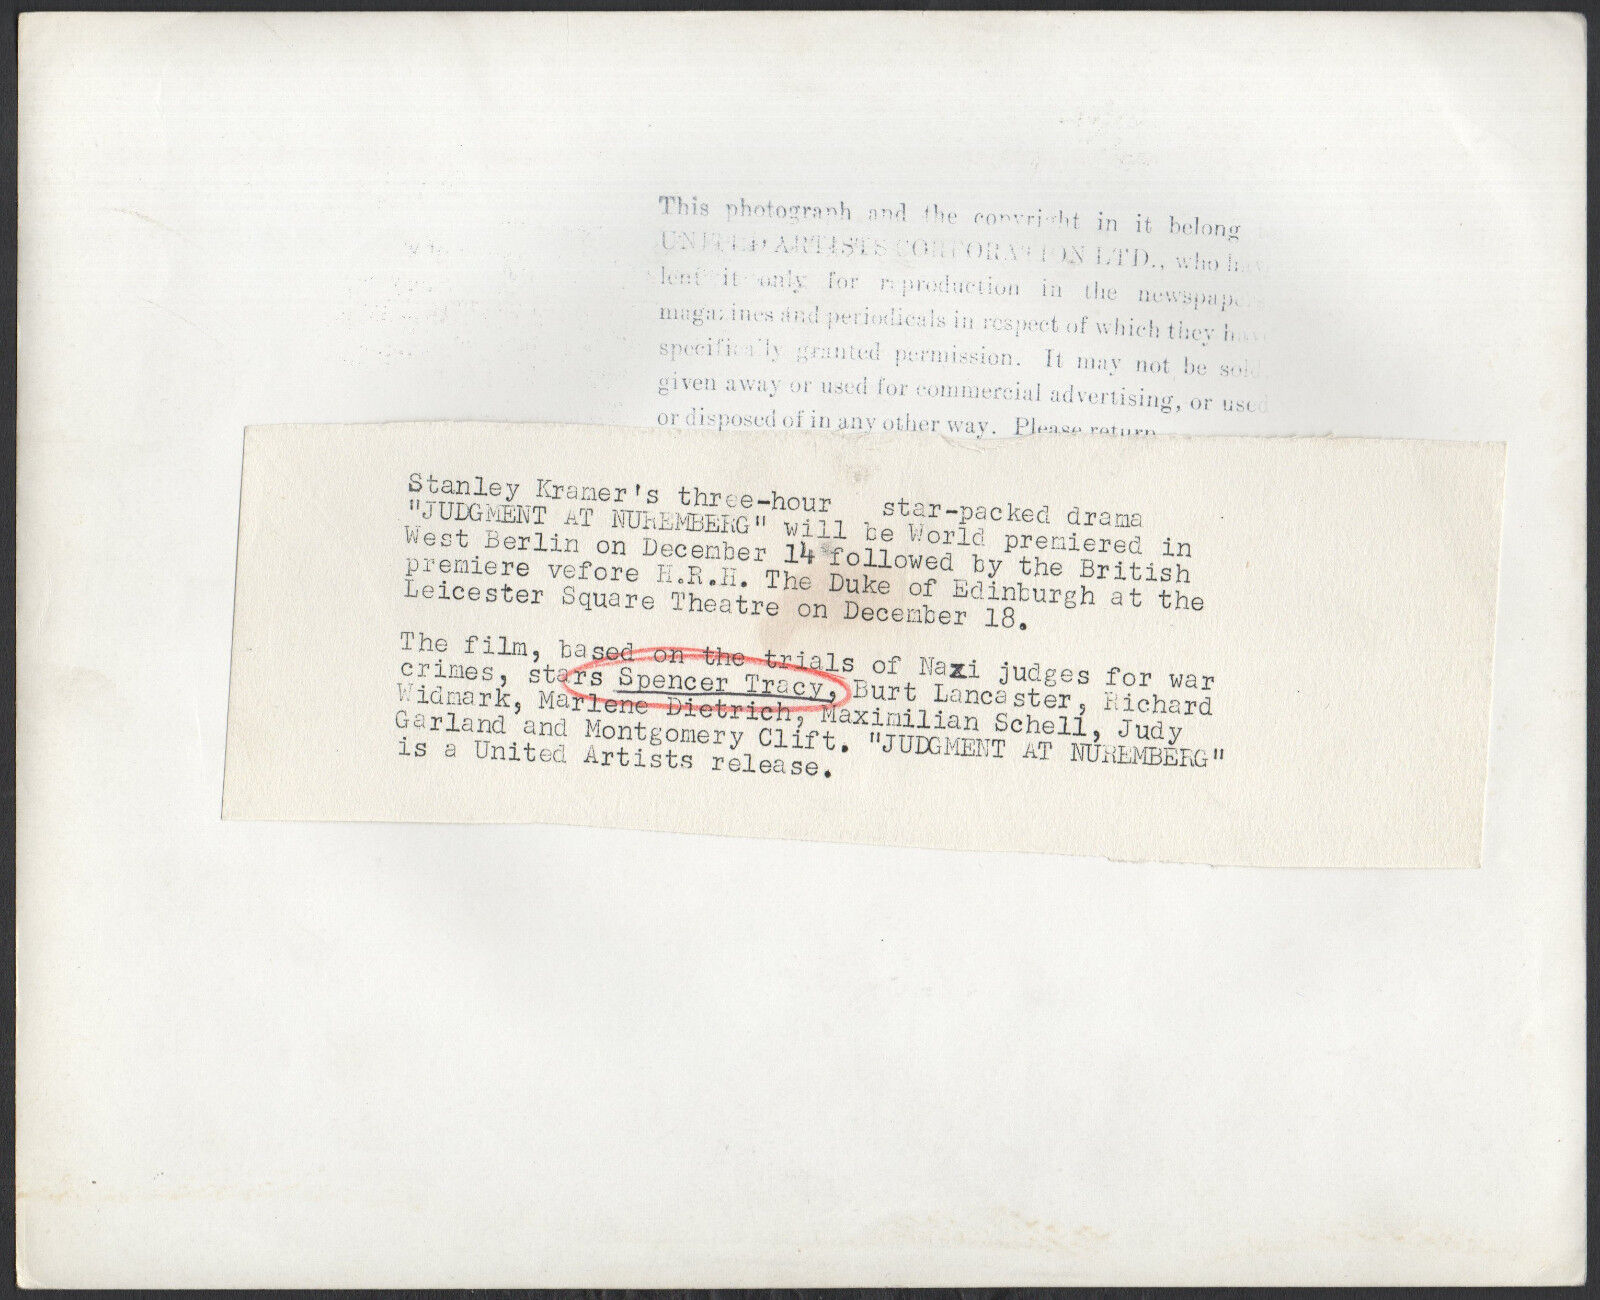 This photograph and the copyright in it belong
UNITED ARTISTS CORPORATION LTD., who
lent it only for reproduction in the
magazines and periodicals in respect of which they
specifically granted permission. It may not be
given away or used for commercial advertising, or used
or disposed of in any other way. Please return
Stanley Kramer's three-hour star-packed drama
"JUDGMENT AT NUREMBERG" will be World premiered in
West Berlin on December 14 followed by the British
premiere vefore H.R.H. The Duke of Edinburgh at the
Leicester Square Theatre on December 18.
The film, based on the trials of Nazi judges for war
crimes, stars Spencer Tracy, Burt Lancaster, Richard
Widmark, Marlene Dietrich, Maximilian Schell, Judy
Garland and Montgomery Clift. "JUDGMENT AT NUREMBERG"
is a United Artists release.